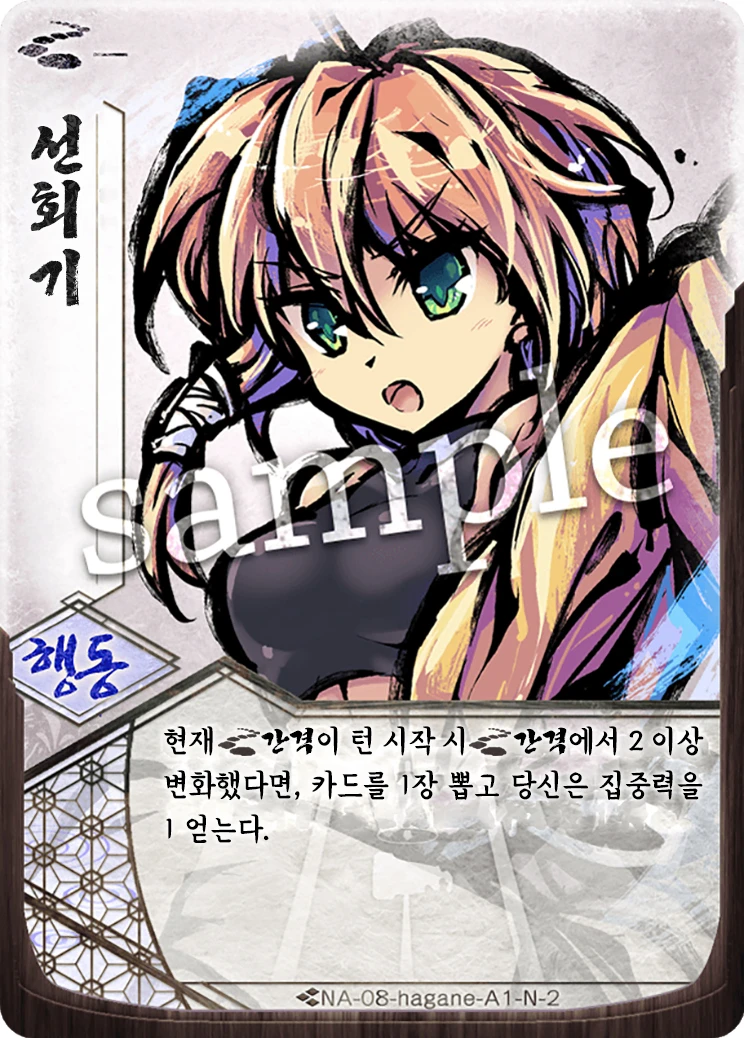 선회기
sample
행동
현재 간격이 턴 시작 시 간격에서 2 이상
변화했다면, 카드를 1장 뽑고 당신은 집중력을
1 얻는다.
NA-08-hagane-A1-N-2